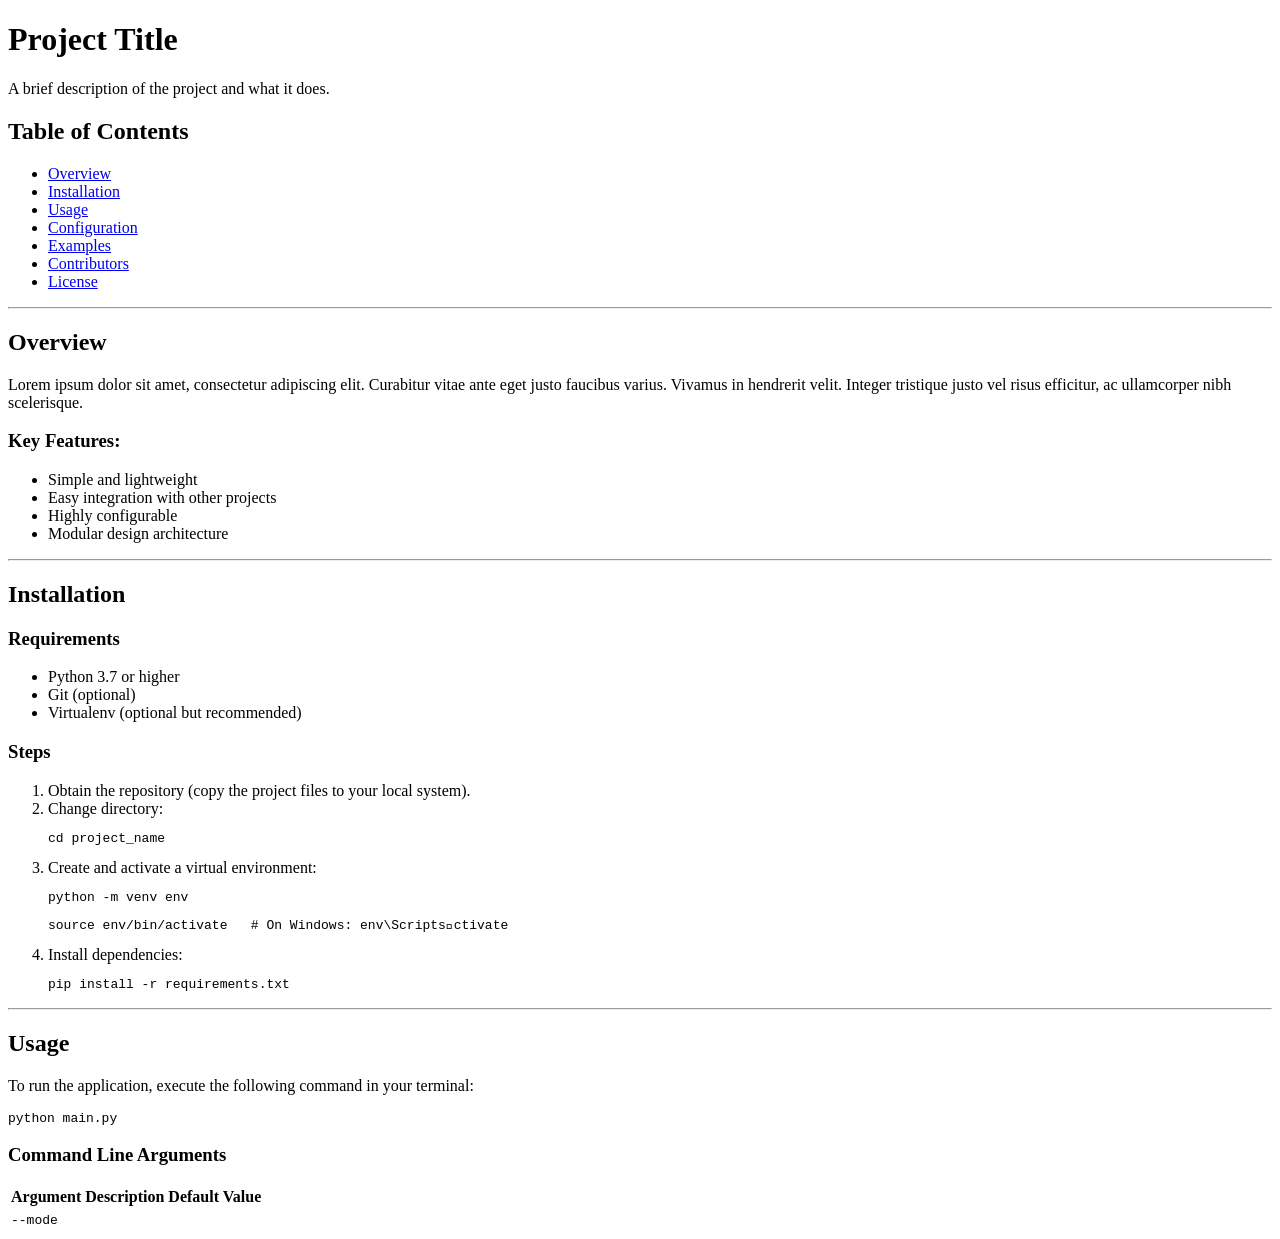 Project Title
A brief description of the project and what it does.
Table of Contents
Overview
Installation
Usage
Configuration
Examples
Contributors
License
Overview
Lorem ipsum dolor sit amet, consectetur adipiscing elit. Curabitur vitae ante eget justo faucibus varius. Vivamus in hendrerit velit. Integer tristique justo vel risus efficitur, ac ullamcorper nibh
scelerisque.
Key Features:
Simple and lightweight
Easy integration with other projects
Highly configurable
Modular design architecture
Installation
Requirements
Python 3.7 or higher
Git (optional)
Virtualenv (optional but recommended)
Steps
1. Obtain the repository (copy the project files to your local system).
2. Change directory:
cd project_name
3. Create and activate a virtual environment:
python -m venv env
source env/bin/activate   # On Windows: env\Scripts▯ctivate
4. Install dependencies:
pip install -r requirements.txt
Usage
To run the application, execute the following command in your terminal:
python main.py
Command Line Arguments
Argument Description Default Value
--mode